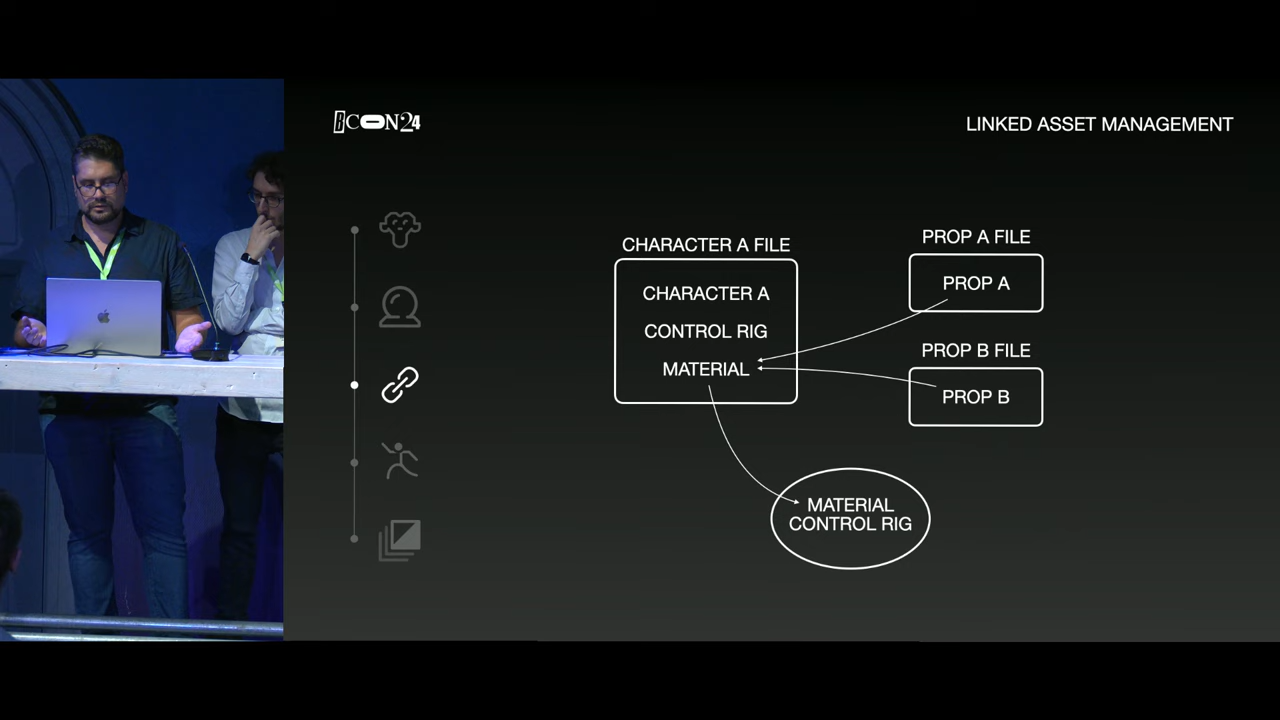 BCON24
LINKED ASSET MANAGEMENT
CHARACTER A FILE
CHARACTER A
CONTROL RIG
MATERIAL
PROP A FILE
PROP A
PROP B FILE
PROP B
MATERIAL
CONTROL RIG